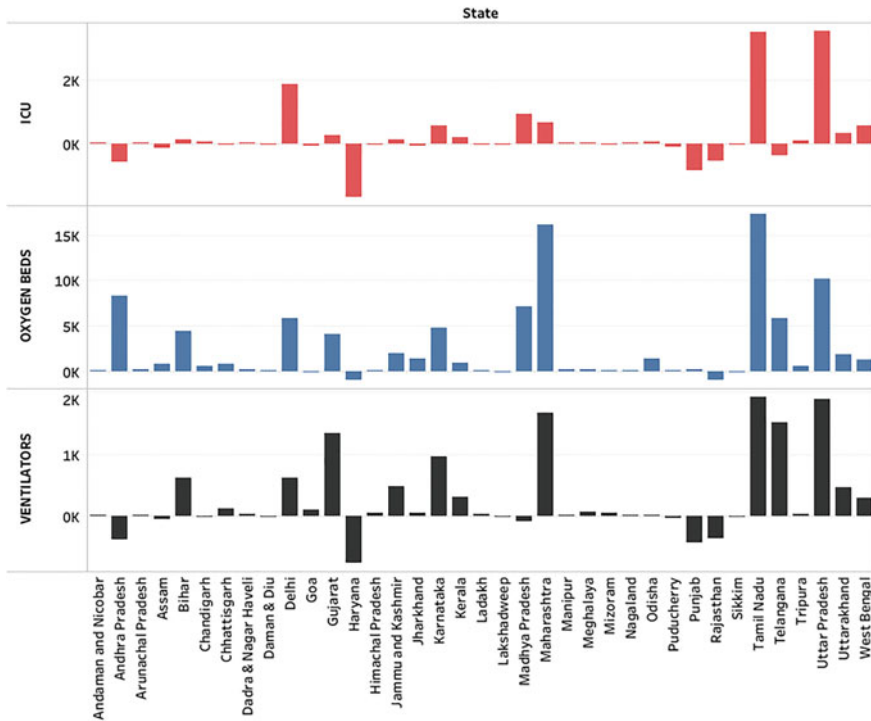 State
ICU
2K
0K
OXYGEN BEDS
15K
10K
5K
0K
VENTILATORS
2K
1K
0K
Andaman and Nicobar
Andhra Pradesh
Arunachal Pradesh
Assam
Bihar
Chandigarh
Chhattisgarh
Dadra & Nagar Haveli
Daman & Diu
Delhi
Goa
Gujarat
Haryana
Himachal Pradesh
Jammu and Kashmir
Jharkhand
Karnataka
Kerala
Ladakh
Lakshadweep
Madhya Pradesh
Maharashtra
Manipur
Meghalaya
Mizoram
Nagaland
Odisha
Puducherry
Punjab
Rajasthan
Sikkim
Tamil Nadu
Telangana
Tripura
Uttar Pradesh
Uttarakhand
West Bengal